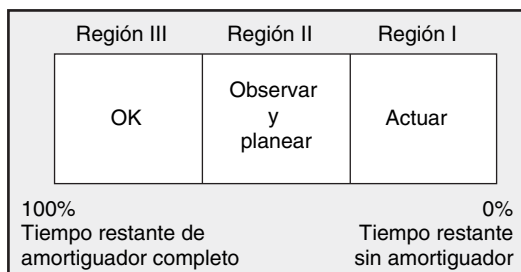 Región III Región II Región I
OK
Observar
y
planear
Actuar
100%
Tiempo restante de
amortiguador completo
0%
Tiempo restante
sin amortiguador